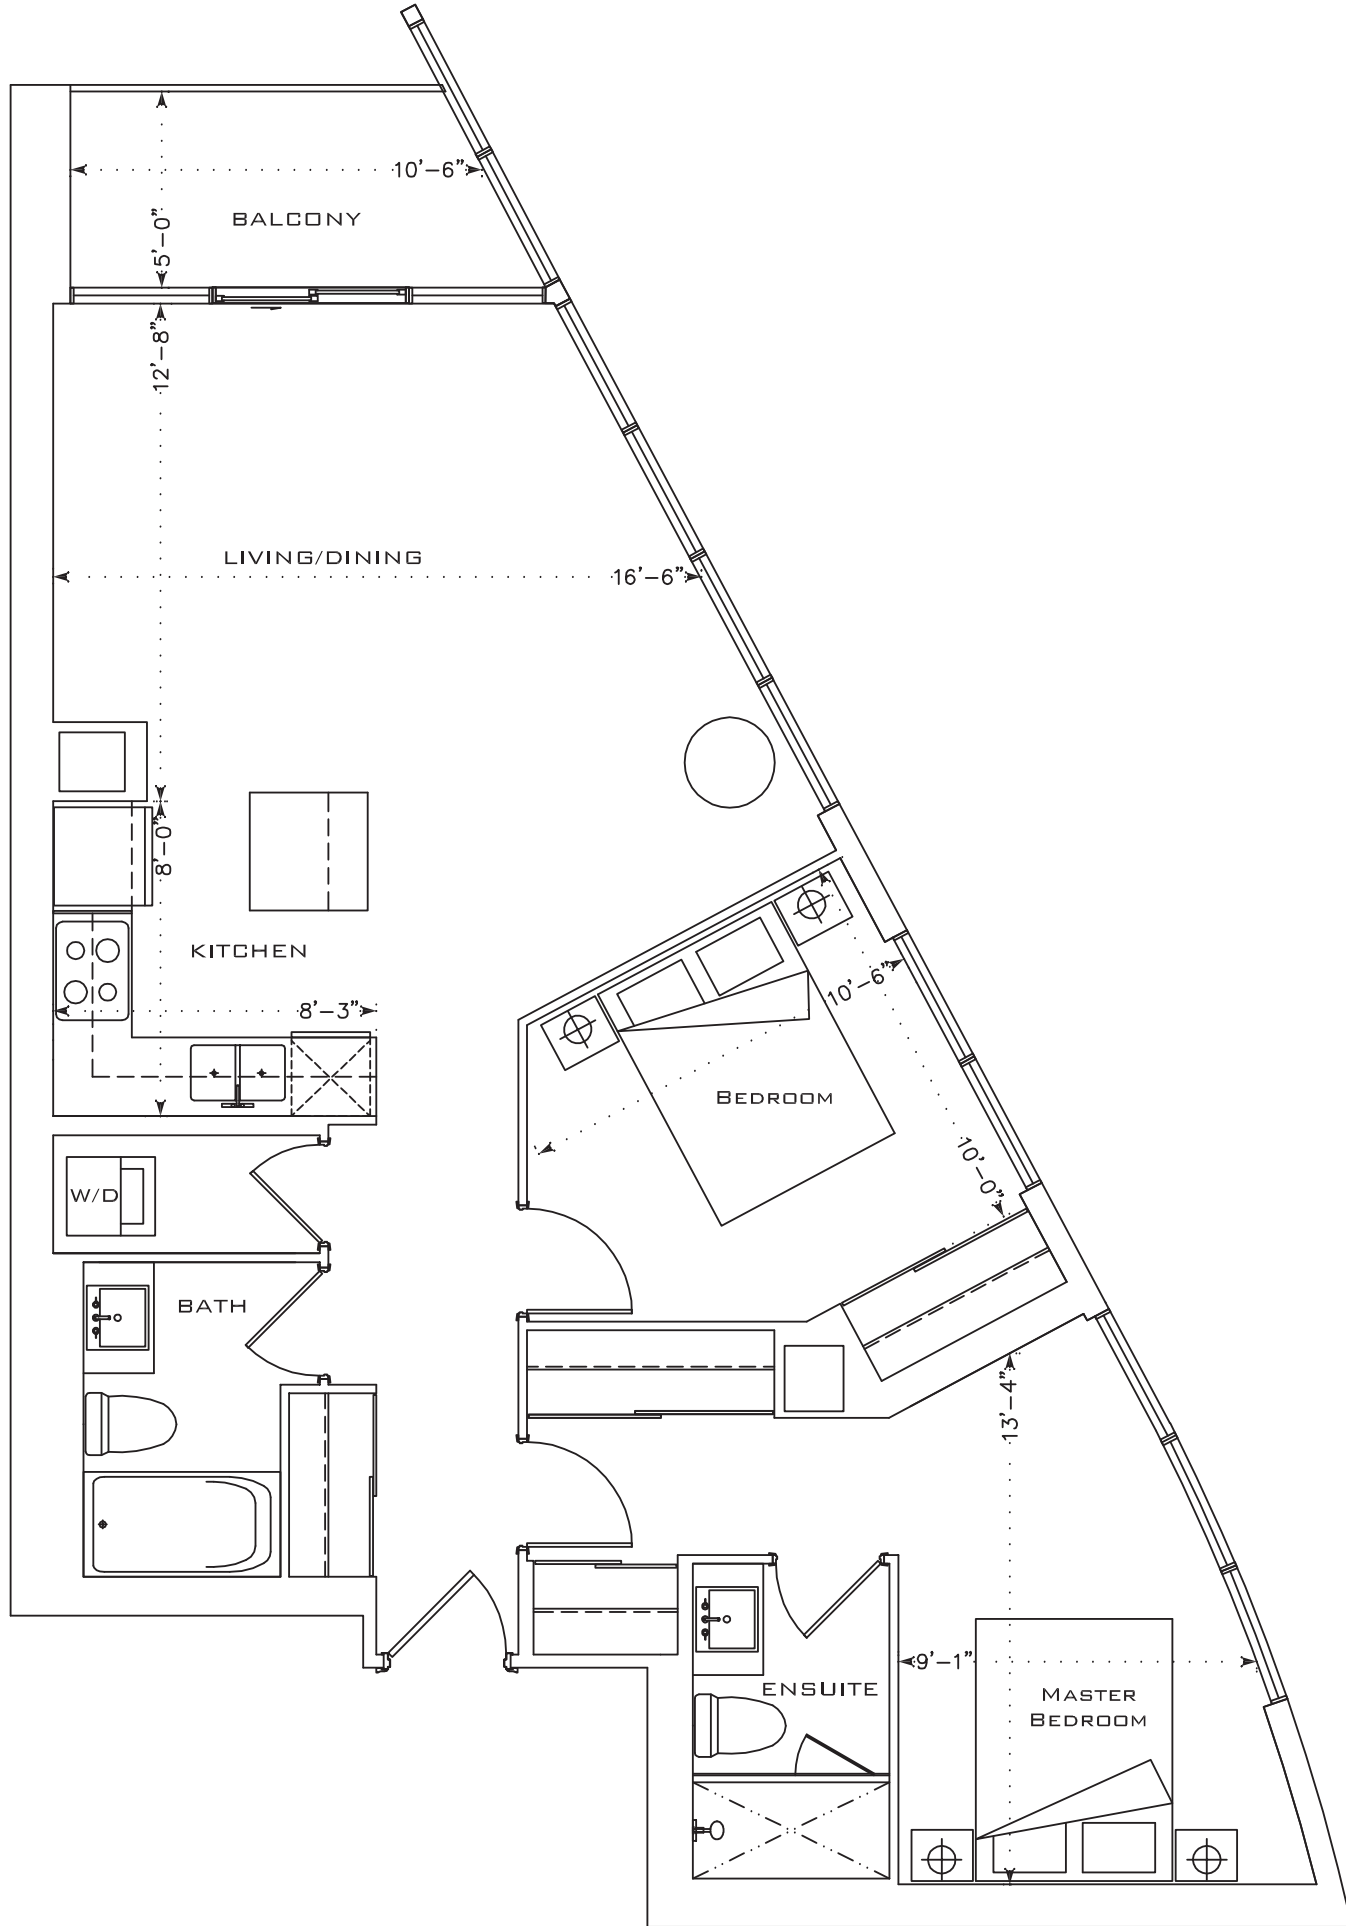 10'-6"
BALCONY
5'-0"
12'-8"
LIVING/DINING
16'-6"
8'-0"
KITCHEN
8'-3"
10'-6"
BEDROOM
10'-0"
W/D
BATH
13'-4"
9'-1"
ENSUITE
MASTER
BEDROOM